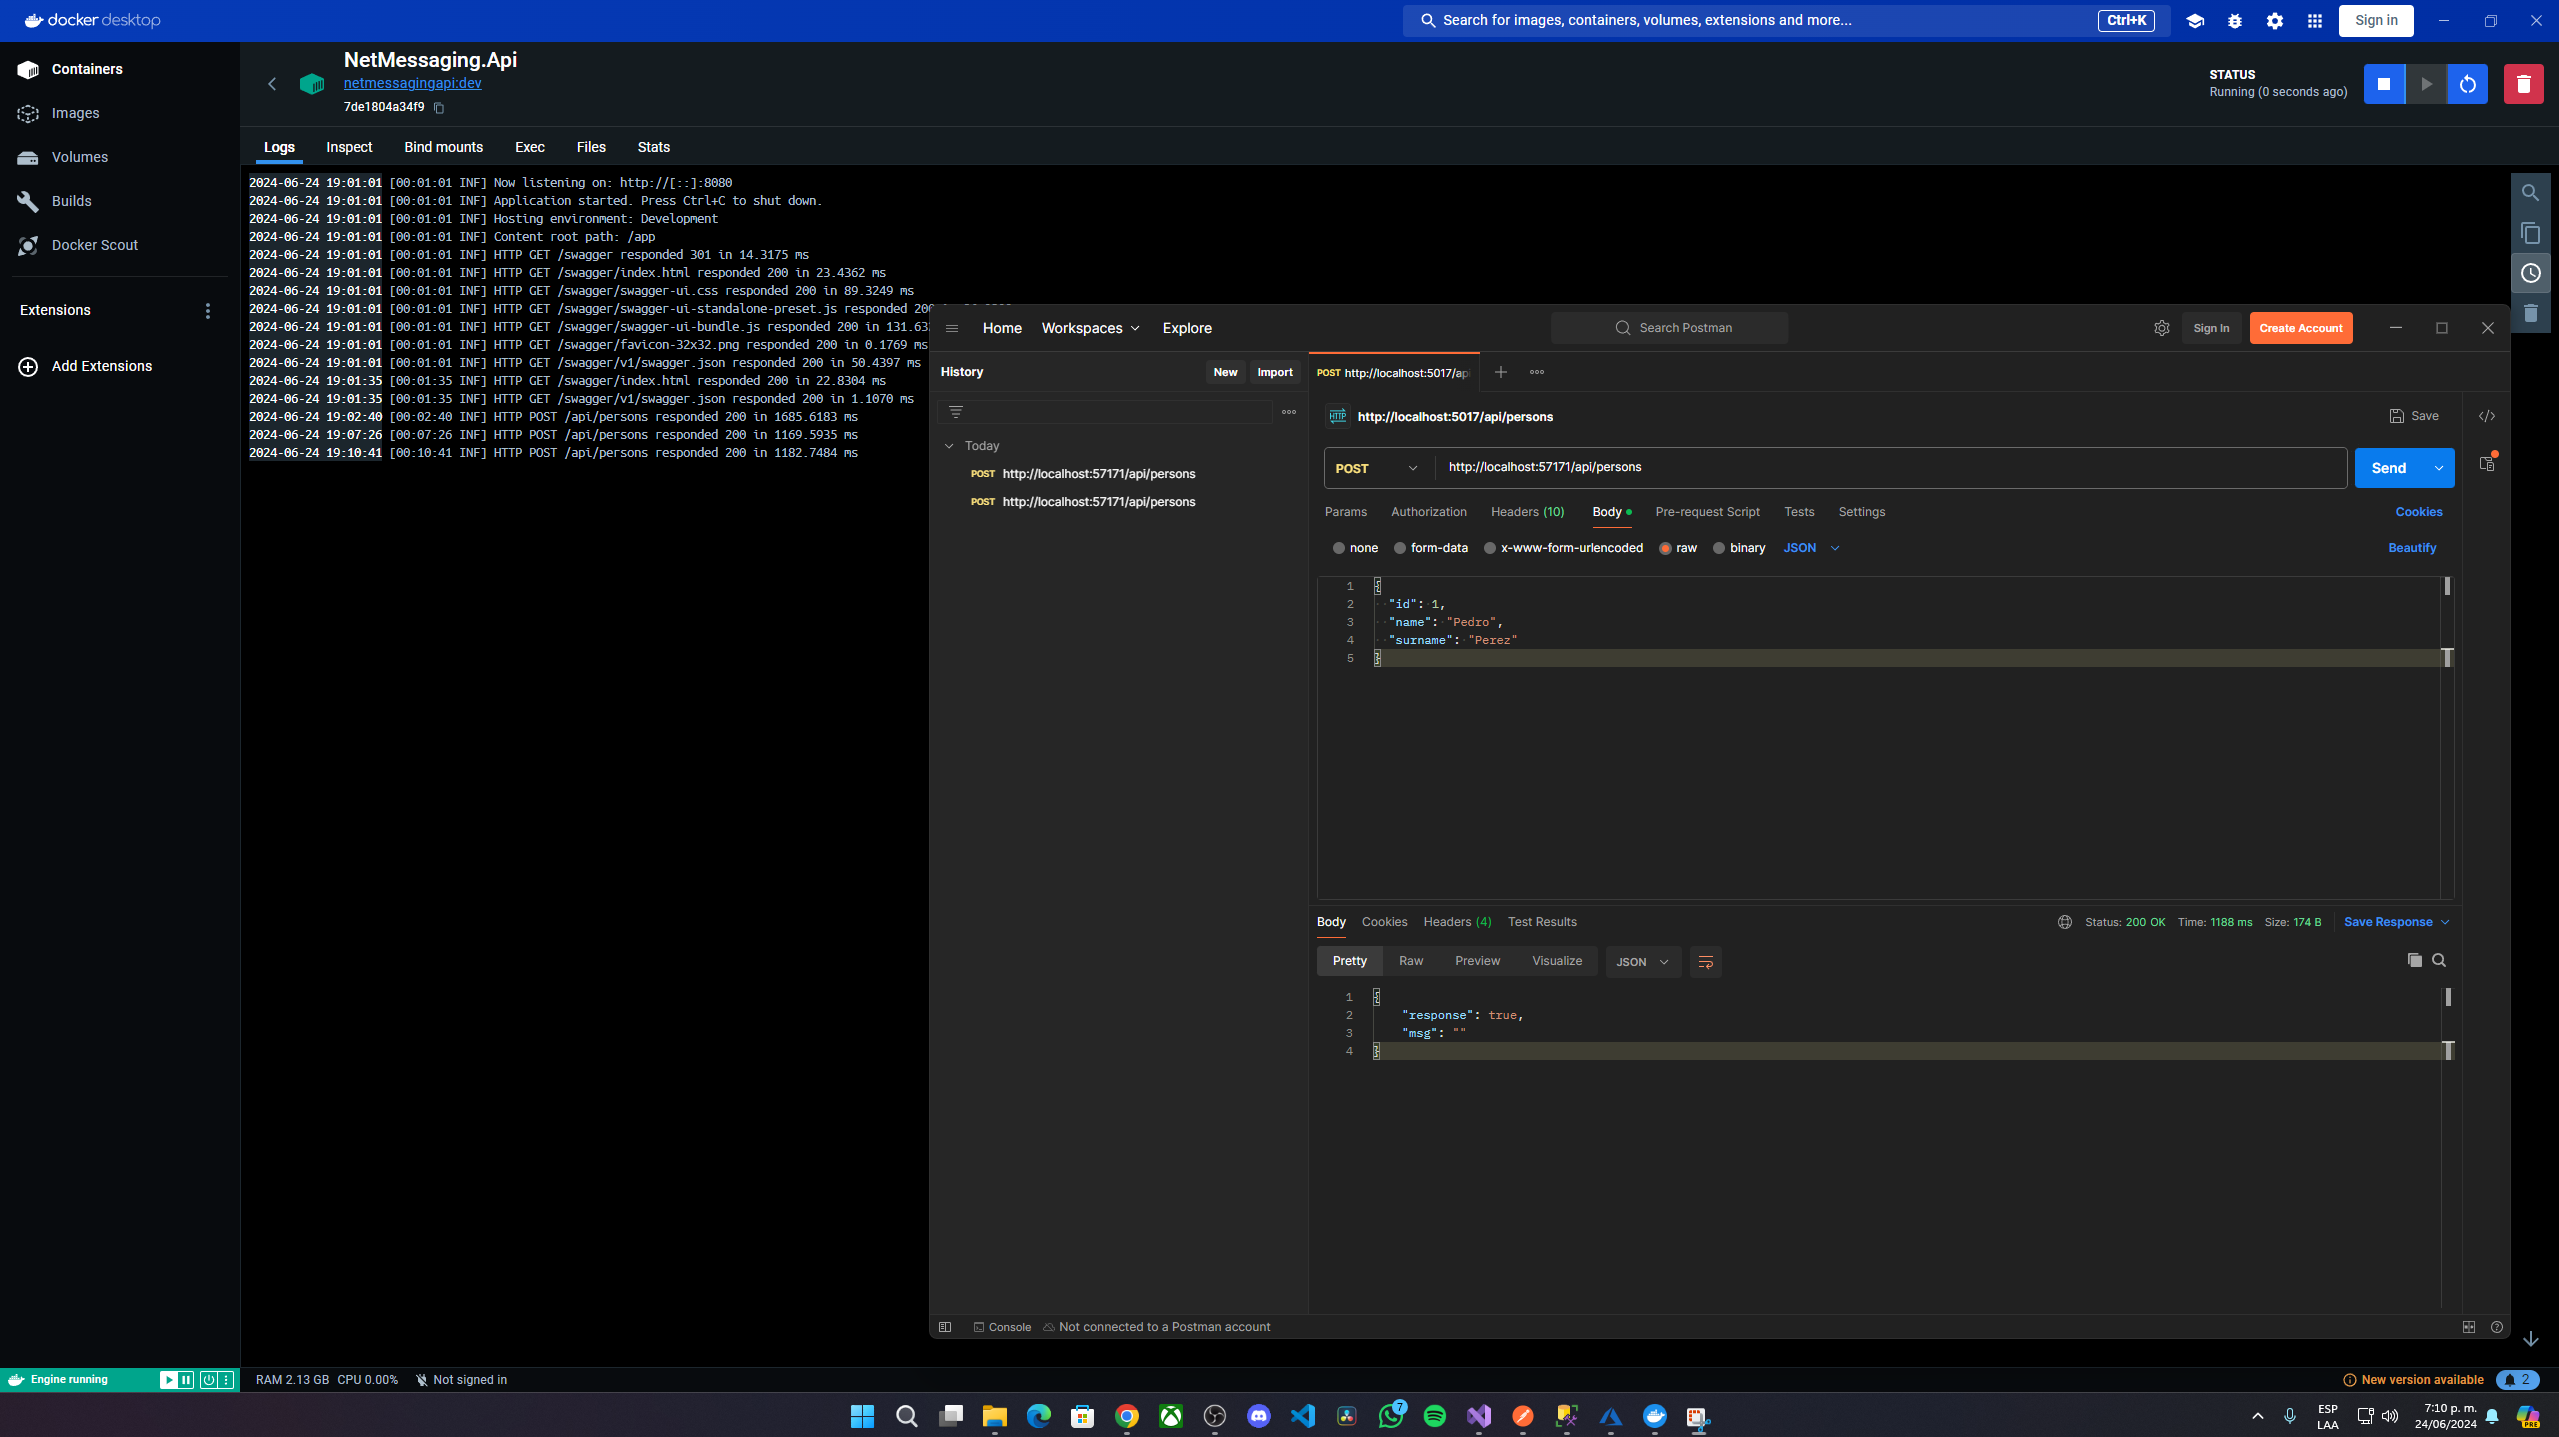 docker desktop
Search for images, containers, volumes, extensions and more...
Ctrl+K
Sign in
Containers
Images
Volumes
Builds
Docker Scout
Extensions
Add Extensions
NetMessaging.Api
netmessagingapi:dev
7de1804a34f9
STATUS
Running (0 seconds ago)
Logs Inspect Bind mounts Exec Files Stats
2024-06-24 19:01:01 [00:01:01 INF] Now listening on: http://[::]:8080
2024-06-24 19:01:01 [00:01:01 INF] Application started. Press Ctrl+C to shut down.
2024-06-24 19:01:01 [00:01:01 INF] Hosting environment: Development
2024-06-24 19:01:01 [00:01:01 INF] Content root path: /app
2024-06-24 19:01:01 [00:01:01 INF] HTTP GET /swagger responded 301 in 14.3175 ms
2024-06-24 19:01:01 [00:01:01 INF] HTTP GET /swagger/index.html responded 200 in 23.4362 ms
2024-06-24 19:01:01 [00:01:01 INF] HTTP GET /swagger/swagger-ui.css responded 200 in 89.3249 ms
2024-06-24 19:01:01 [00:01:01 INF] HTTP GET /swagger/swagger-ui-standalone-preset.js responded 200
2024-06-24 19:01:01 [00:01:01 INF] HTTP GET /swagger/swagger-ui-bundle.js responded 200 in 131.63
2024-06-24 19:01:01 [00:01:01 INF] HTTP GET /swagger/favicon-32x32.png responded 200 in 0.1769 ms
2024-06-24 19:01:01 [00:01:01 INF] HTTP GET /swagger/v1/swagger.json responded 200 in 50.4397 ms
2024-06-24 19:01:35 [00:01:35 INF] HTTP GET /swagger/index.html responded 200 in 22.8304 ms
2024-06-24 19:01:35 [00:01:35 INF] HTTP GET /swagger/v1/swagger.json responded 200 in 1.1070 ms
2024-06-24 19:02:40 [00:02:40 INF] HTTP POST /api/persons responded 200 in 1685.6183 ms
2024-06-24 19:07:26 [00:07:26 INF] HTTP POST /api/persons responded 200 in 1169.5935 ms
2024-06-24 19:10:41 [00:10:41 INF] HTTP POST /api/persons responded 200 in 1182.7484 ms
Home Workspaces Explore
Search Postman
Sign In
Create Account
History
New Import
Today
POST http://localhost:57171/api/persons
POST http://localhost:57171/api/persons
POST http://localhost:5017/ap
HTTP http://localhost:5017/api/persons
Save
POST http://localhost:57171/api/persons
Send
Params Authorization Headers (10) Body Pre-request Script Tests Settings
Cookies
none form-data x-www-form-urlencoded raw binary JSON
Beautify
1 {
2 "id": 1,
3 "name": "Pedro",
4 "surname": "Perez"
5 }
Body Cookies Headers (4) Test Results
Status: 200 OK Time: 1188 ms Size: 174 B
Save Response
Pretty Raw Preview Visualize
JSON
1 {
2 "response": true,
3 "msg": ""
4 }
Console Not connected to a Postman account
Engine running
RAM 2.13 GB CPU 0.00%
Not signed in
New version available
2
7
ESP
LAA
7:10 p. m.
24/06/2024
PRE